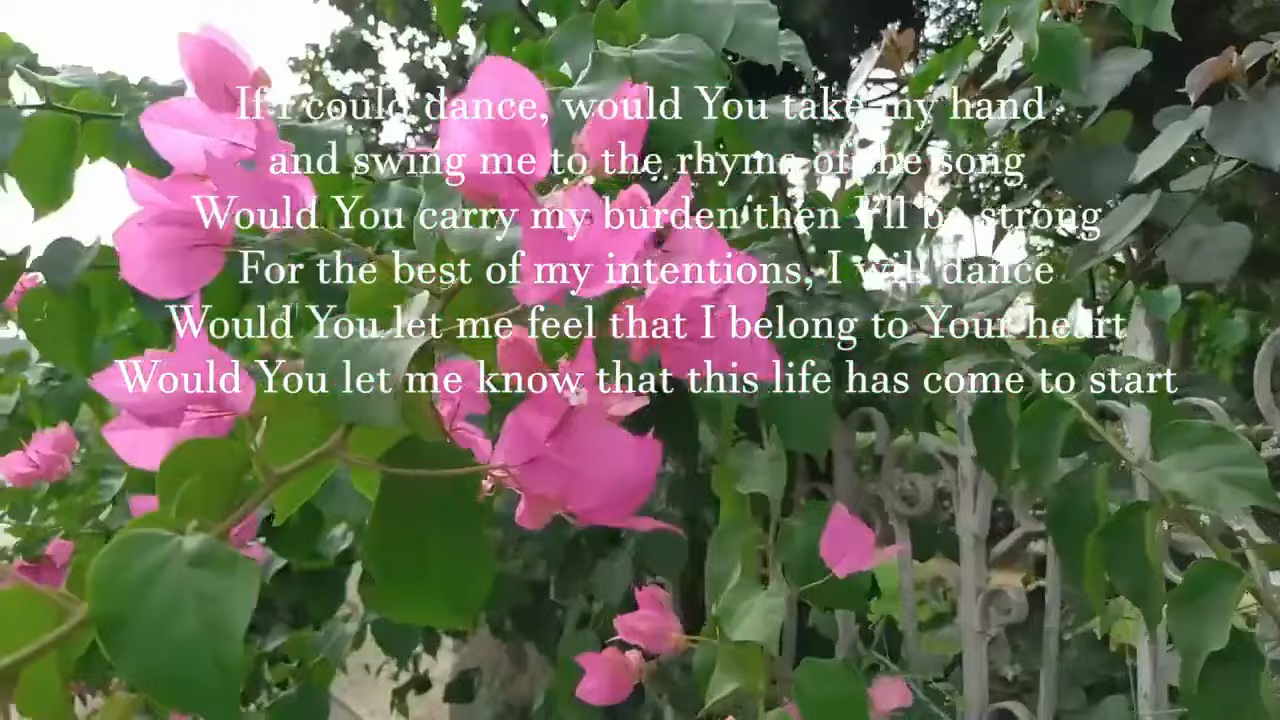 If I could dance, would You take my hand
and swing me to the rhyme of the song
Would You carry my burden then I'll be strong
For the best of my intentions, I will dance
Would You let me feel that I belong to Your heart
Would You let me know that this life has come to start